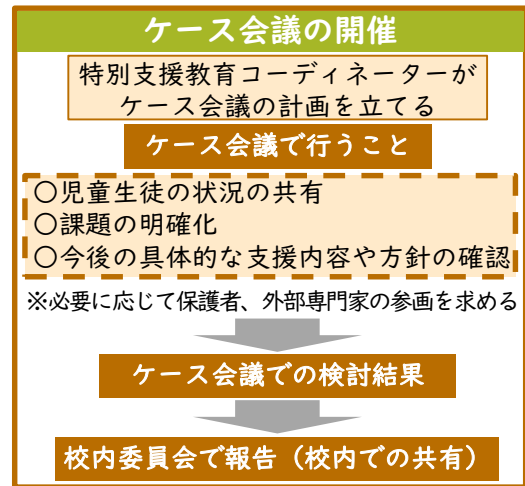 ケース会議の開催
特別支援教育コーディネーターが
ケース会議の計画を立てる
ケース会議で行うこと
〇児童生徒の状況の共有
〇課題の明確化
〇今後の具体的な支援内容や方針の確認
※必要に応じて保護者、外部専門家の参画を求める
ケース会議での検討結果
校内委員会で報告（校内での共有）